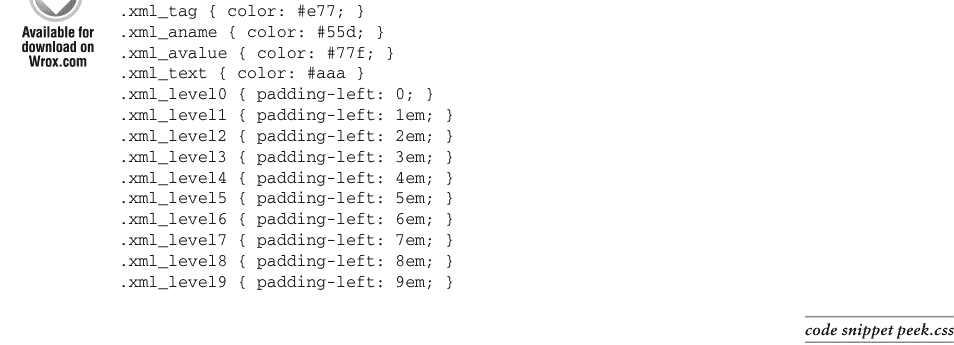 .xml_tag { color: #e77; }
.xml_aname { color: #55d; }
.xml_avalue { color: #77f; }
.xml_text { color: #aaa }
.xml_level0 { padding-left: 0; }
.xml_level1 { padding-left: 1em; }
.xml_level2 { padding-left: 2em; }
.xml_level3 { padding-left: 3em; }
.xml_level4 { padding-left: 4em; }
.xml_level5 { padding-left: 5em; }
.xml_level6 { padding-left: 6em; }
.xml_level7 { padding-left: 7em; }
.xml_level8 { padding-left: 8em; }
.xml_level9 { padding-left: 9em; }
Available for
download on
Wrox.com
code snippet peek.css